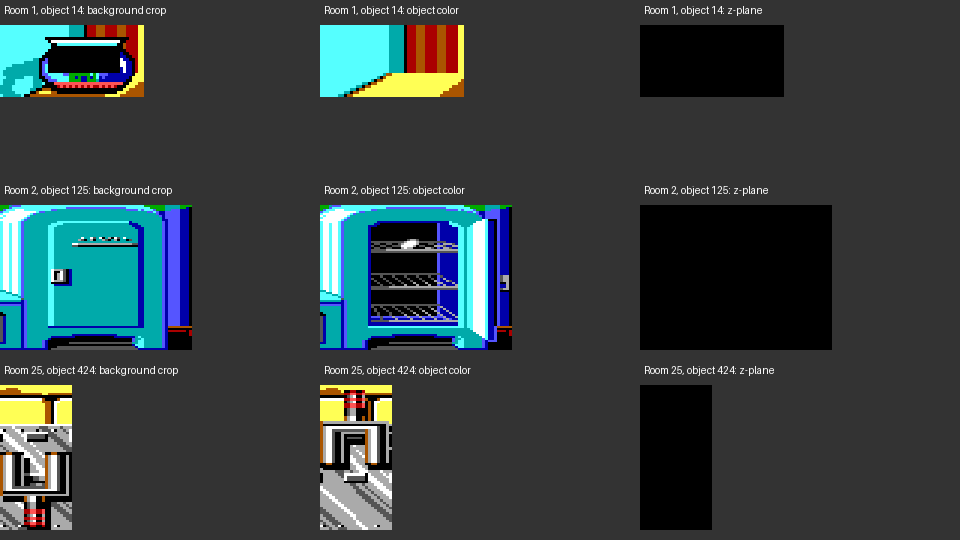 Room 1, object 14: background crop
Room 1, object 14: object color
Room 1, object 14: z-plane
Room 2, object 125: background crop
Room 2, object 125: object color
Room 2, object 125: z-plane
Room 25, object 424: background crop
Room 25, object 424: object color
Room 25, object 424: z-plane